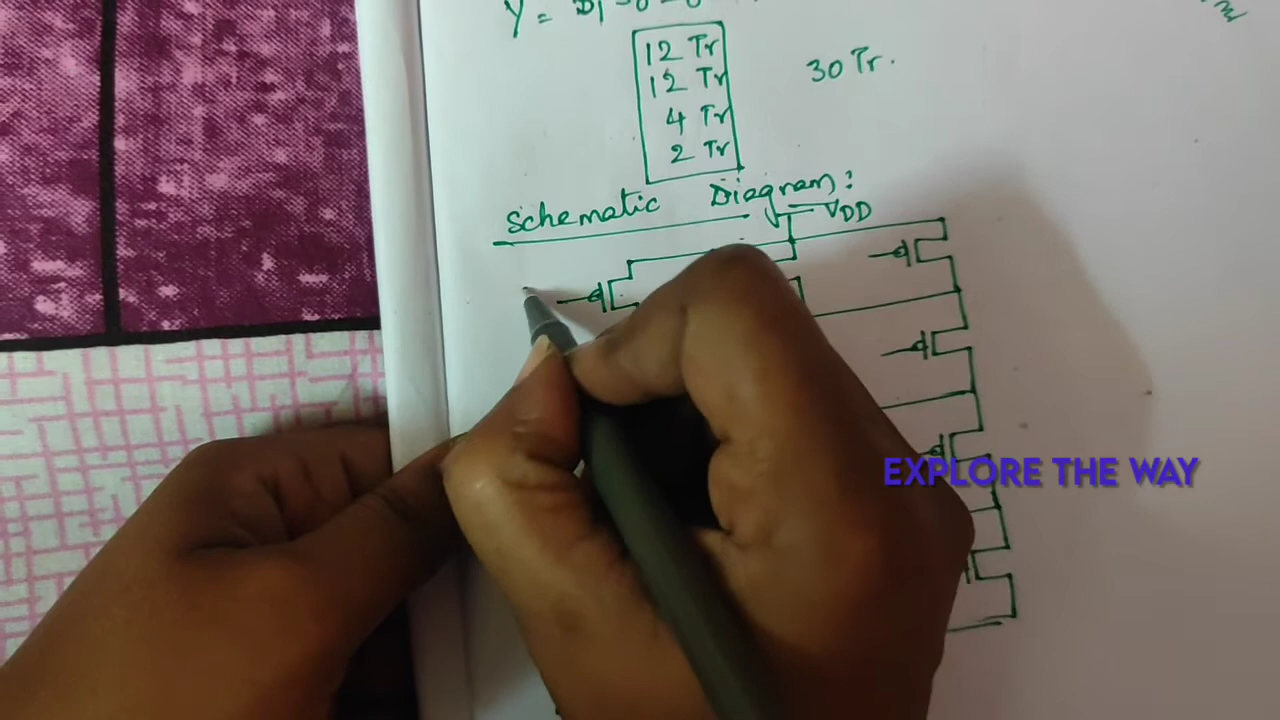 Y =
12 Tr
12 Tr
4 Tr
2 Tr
30 Tr.
Schematic Diagram:
VDD
EXPLORE THE WAY